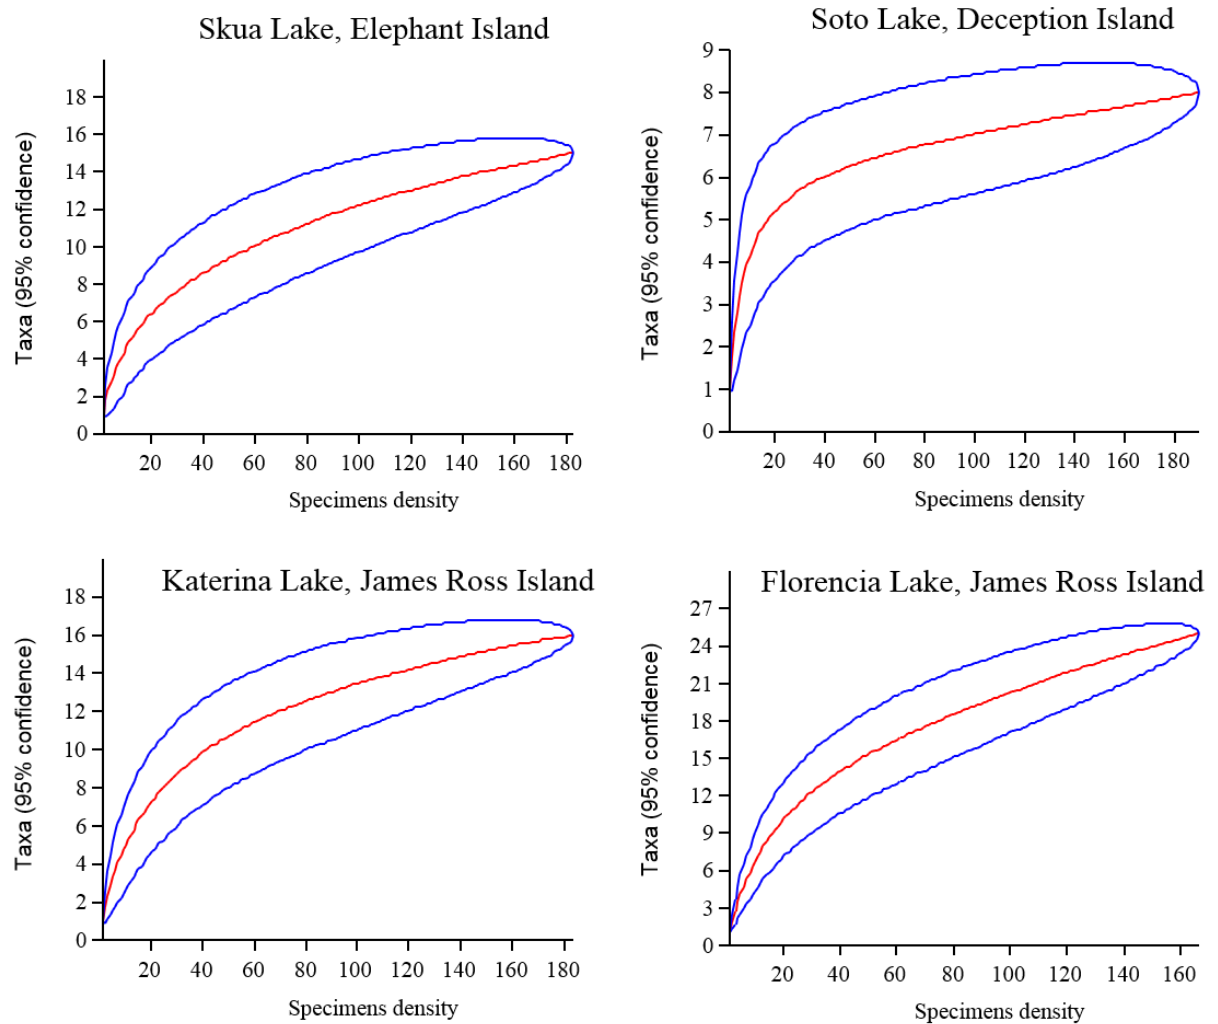 Skua Lake, Elephant Island
Taxa (95% confidence)
18
16
14
12
10
8
6
4
2
0
20 40 60 80 100 120 140 160 180
Specimens density
Soto Lake, Deception Island
Taxa (95% confidence)
9
8
7
6
5
4
3
2
1
0
20 40 60 80 100 120 140 160 180
Specimens density
Katerina Lake, James Ross Island
Taxa (95% confidence)
18
16
14
12
10
8
6
4
2
0
20 40 60 80 100 120 140 160 180
Specimens density
Florencia Lake, James Ross Island
Taxa (95% confidence)
27
24
21
18
15
12
9
6
3
0
20 40 60 80 100 120 140 160
Specimens density